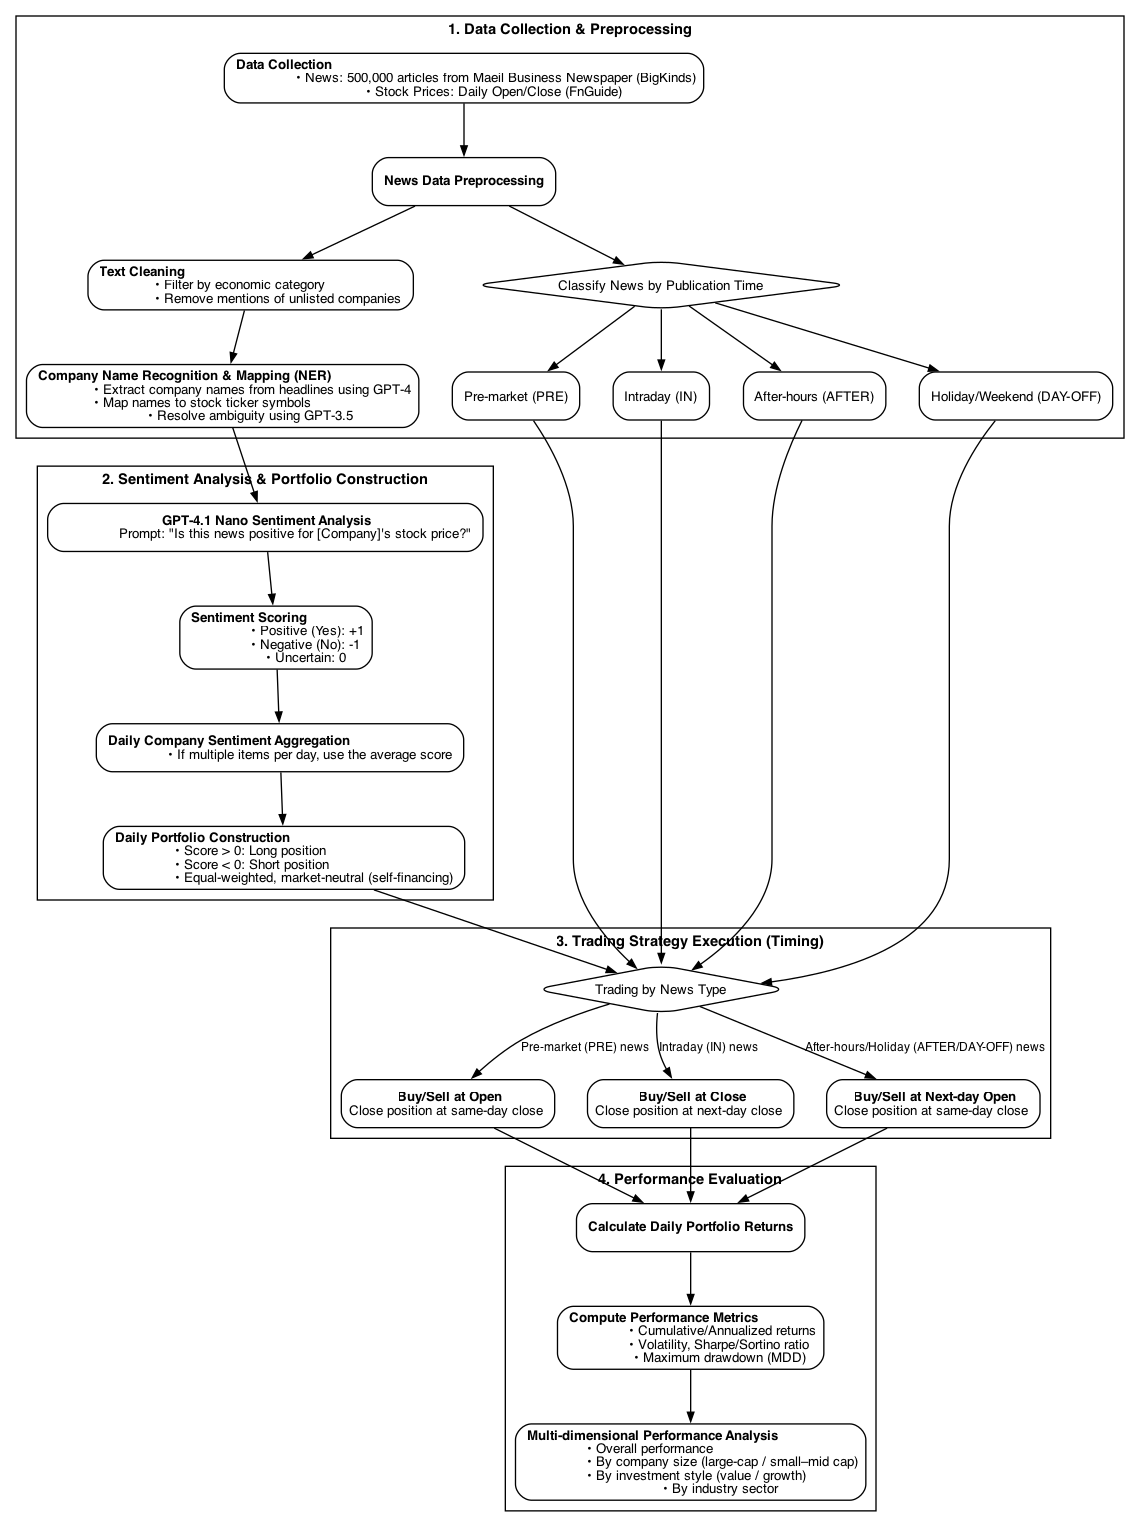 1. Data Collection & Preprocessing
Data Collection
• News: 500,000 articles from Maeil Business Newspaper (BigKinds)
• Stock Prices: Daily Open/Close (FnGuide)
News Data Preprocessing
Text Cleaning
• Filter by economic category
• Remove mentions of unlisted companies
Classify News by Publication Time
Company Name Recognition & Mapping (NER)
• Extract company names from headlines using GPT-4
• Map names to stock ticker symbols
• Resolve ambiguity using GPT-3.5
Pre-market (PRE)
Intraday (IN)
After-hours (AFTER)
Holiday/Weekend (DAY-OFF)
2. Sentiment Analysis & Portfolio Construction
GPT-4.1 Nano Sentiment Analysis
Prompt: "Is this news positive for [Company]'s stock price?"
Sentiment Scoring
• Positive (Yes): +1
• Negative (No): -1
• Uncertain: 0
Daily Company Sentiment Aggregation
• If multiple items per day, use the average score
Daily Portfolio Construction
• Score > 0: Long position
• Score < 0: Short position
• Equal-weighted, market-neutral (self-financing)
3. Trading Strategy Execution (Timing)
Trading by News Type
Pre-market (PRE) news
Intraday (IN) news
After-hours/Holiday (AFTER/DAY-OFF) news
Buy/Sell at Open
Close position at same-day close
Buy/Sell at Close
Close position at next-day close
Buy/Sell at Next-day Open
Close position at same-day close
4. Performance Evaluation
Calculate Daily Portfolio Returns
Compute Performance Metrics
• Cumulative/Annualized returns
• Volatility, Sharpe/Sortino ratio
• Maximum drawdown (MDD)
Multi-dimensional Performance Analysis
• Overall performance
• By company size (large-cap / small–mid cap)
• By investment style (value / growth)
• By industry sector